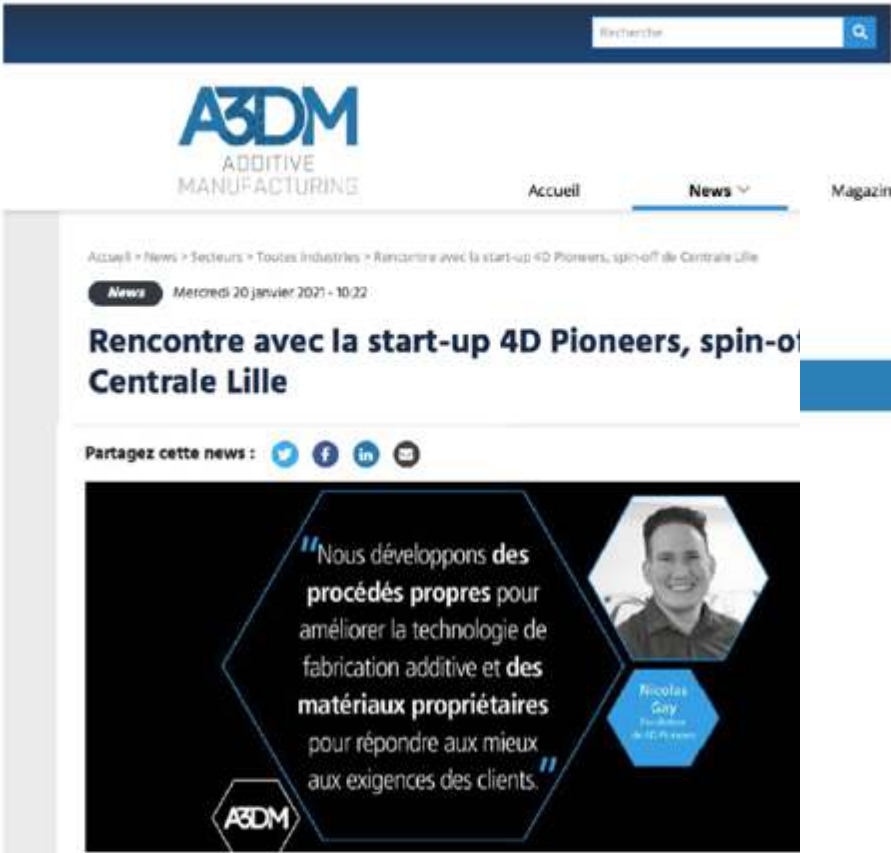 Recherche
A3DM
ADDITIVE
MANUFACTURING
Accueil
News
Magazin
Accueil > News > Secteurs > Toutes industries > Rencontre avec la start-up 4D Pioneers, spin-off de Centrale Lille
News
Mercredi 20 janvier 2021 - 10:22
Rencontre avec la start-up 4D Pioneers, spin-of
Centrale Lille
Partagez cette news :
"Nous développons des
procédés propres pour
améliorer la technologie de
fabrication additive et des
matériaux propriétaires
pour répondre aux mieux
aux exigences des clients."
Nicolas
Gay
de 4D Pioneers
A3DM